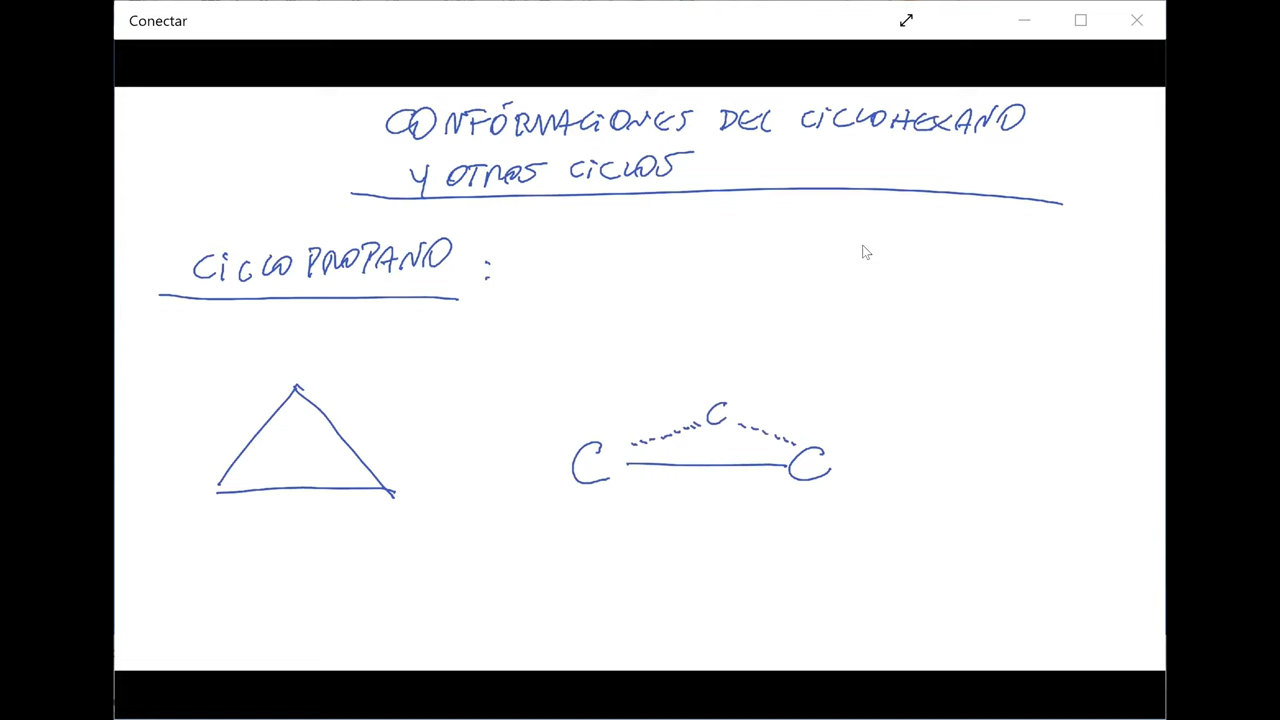 Conectar
CONFÓRMACIONES DEL CICLOHEXANO
Y OTROS CICLOS
CICLOPROPANO :
C
C C